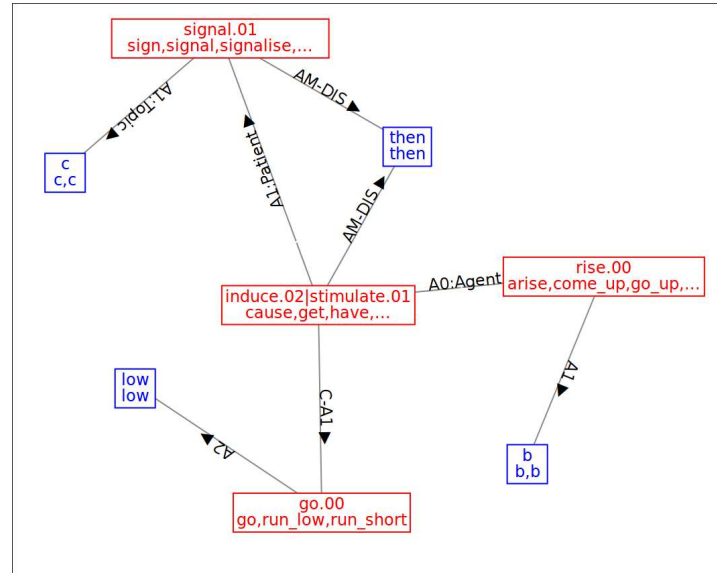 signal.01
sign,signal,signalise,...
AM-DIS
A1:Topic
then
then
c
c,c
A1:Patient
AM-DIS
rise.00
arise,come_up,go_up,...
A0:Agent
induce.02|stimulate.01
cause,get,have,...
low
low
C-A1
A1
A2
b
b,b
go.00
go,run_low,run_short